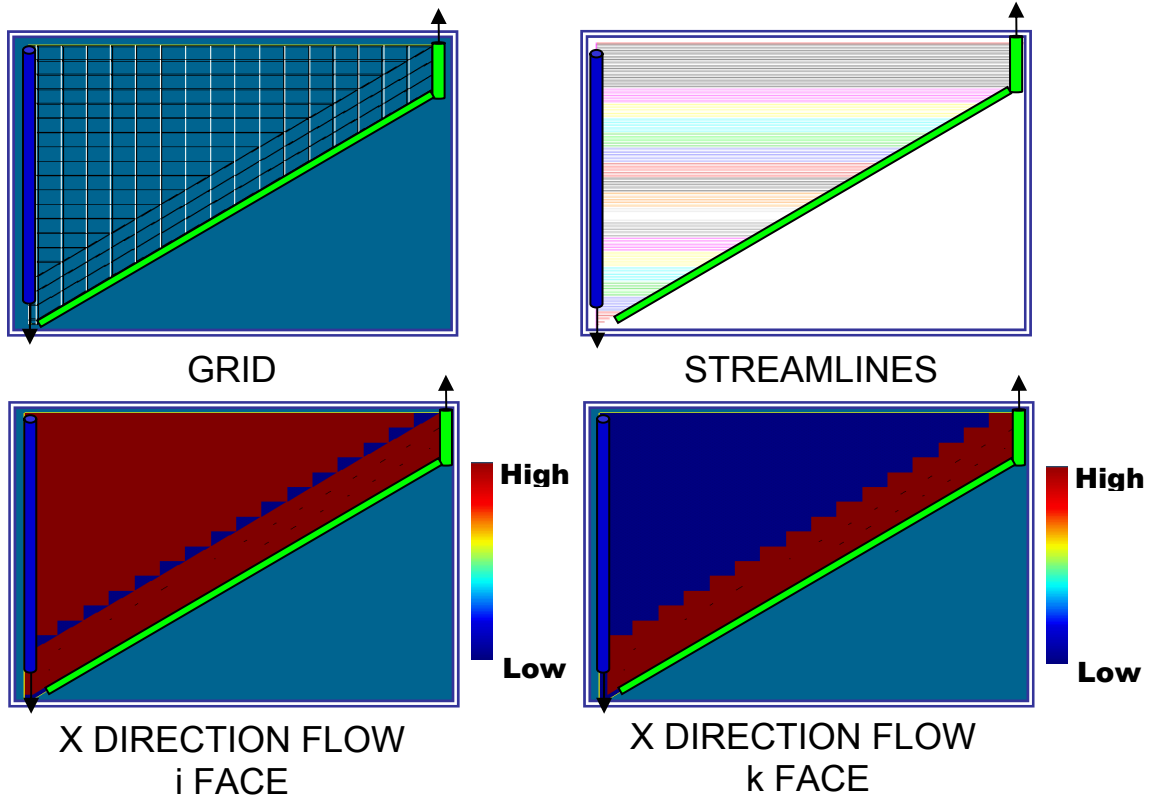 GRID
STREAMLINES
High
Low
X DIRECTION FLOW
i FACE
High
Low
X DIRECTION FLOW
k FACE